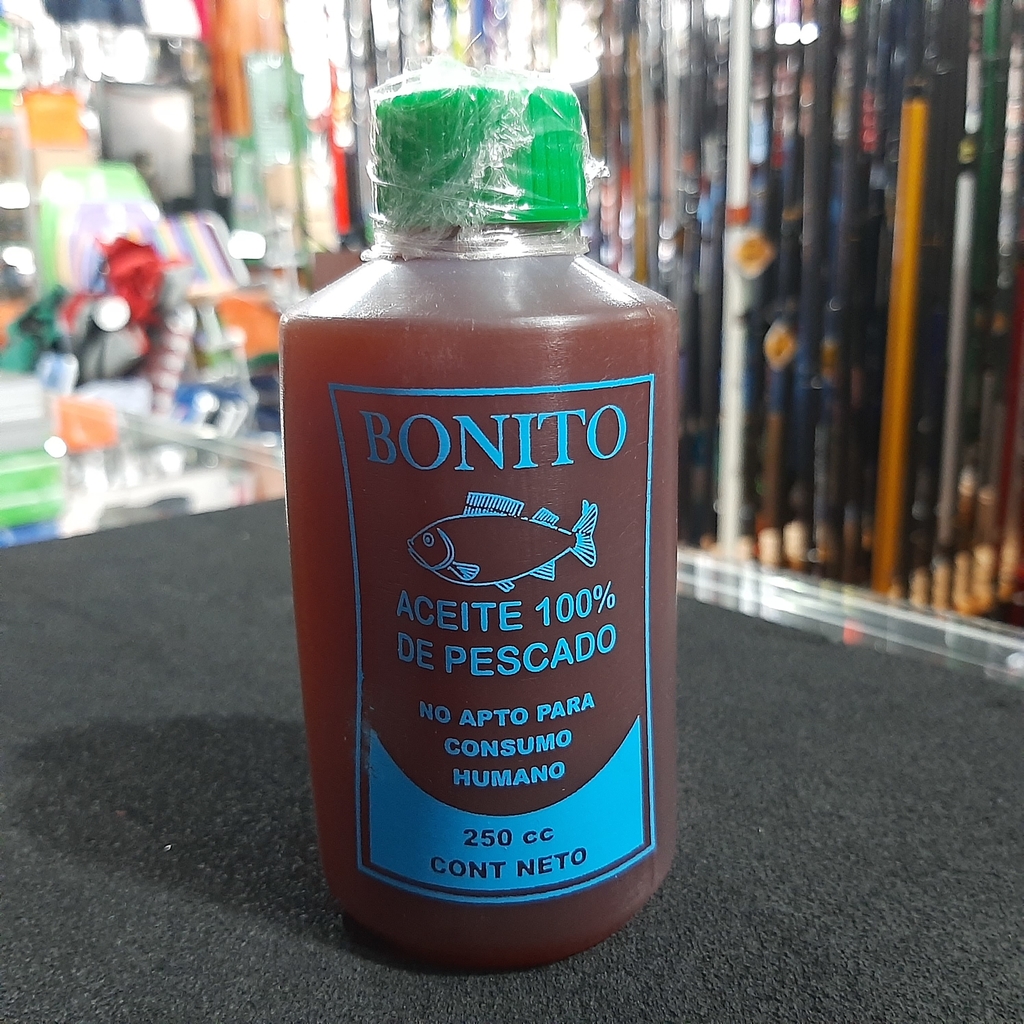 BONITO
ACEITE 100%
DE PESCADO
NO APTO PARA
CONSUMO
HUMANO
250 cc
CONT NETO